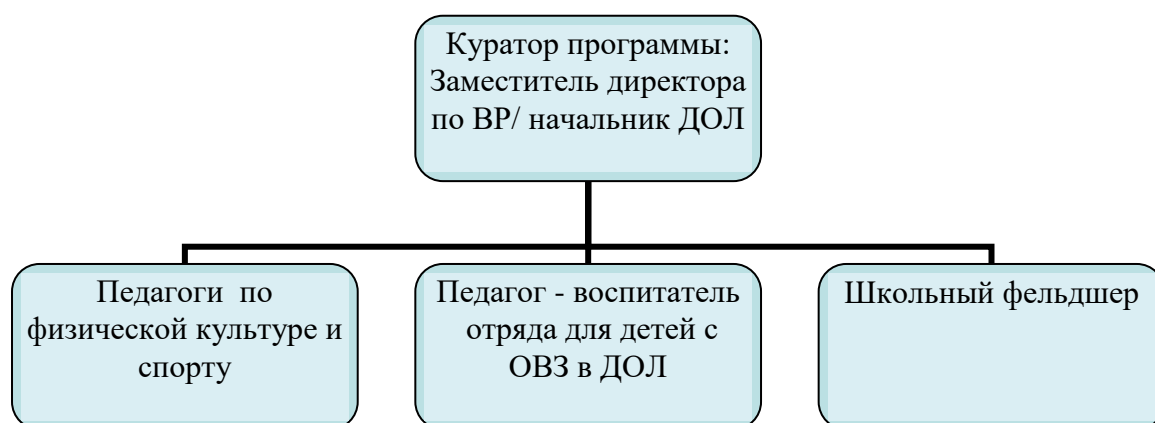 Куратор программы:
Заместитель директора
по ВР/ начальник ДОЛ
Педагоги по
физической культуре и
спорту
Педагог - воспитатель
отряда для детей с
ОВЗ в ДОЛ
Школьный фельдшер